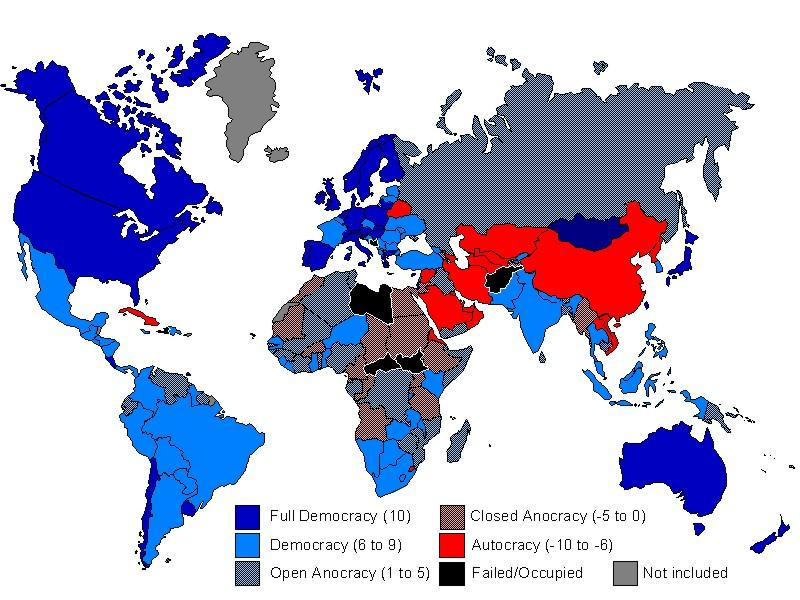 Full Democracy (10)
Closed Anocracy (-5 to 0)
Democracy (6 to 9)
Autocracy (-10 to -6)
Open Anocracy (1 to 5)
Failed/Occupied
Not included